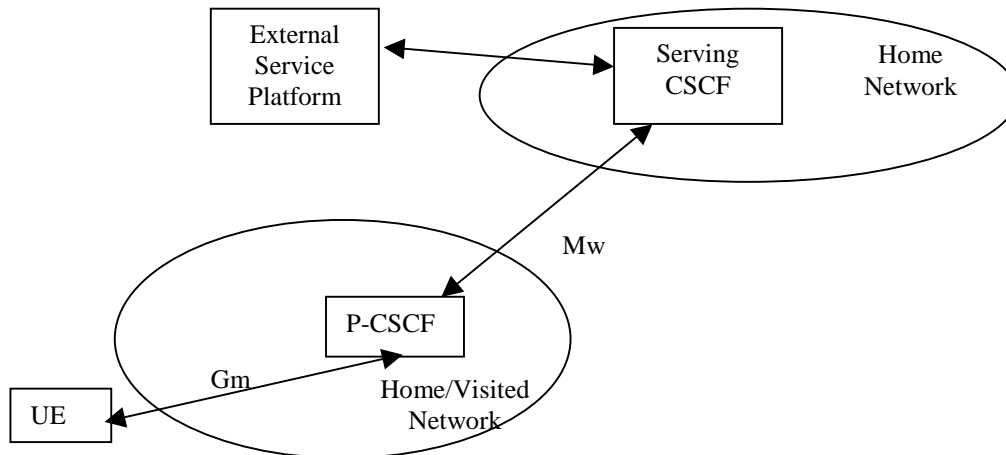 External
Service
Platform
Serving
CSCF
Home
Network
Mw
P-CSCF
Gm
Home/Visited
Network
UE